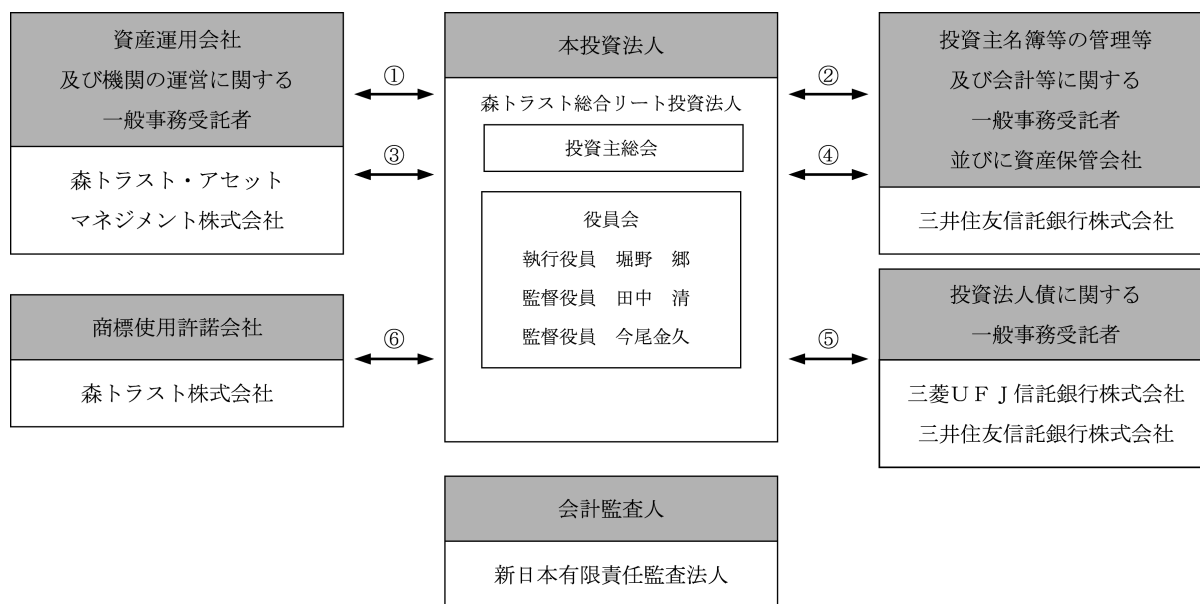 資産運用会社
及び機関の運営に関する
一般事務受託者
森トラスト・アセット
マネジメント株式会社
①
③
商標使用許諾会社
森トラスト株式会社
⑥
本投資法人
森トラスト総合リート投資法人
投資主総会
役員会
執行役員　堀野　郷
監督役員　田中　清
監督役員　今尾金久
②
④
投資主名簿等の管理等
及び会計等に関する
一般事務受託者
並びに資産保管会社
三井住友信託銀行株式会社
⑤
投資法人債に関する
一般事務受託者
三菱ＵＦＪ信託銀行株式会社
三井住友信託銀行株式会社
会計監査人
新日本有限責任監査法人